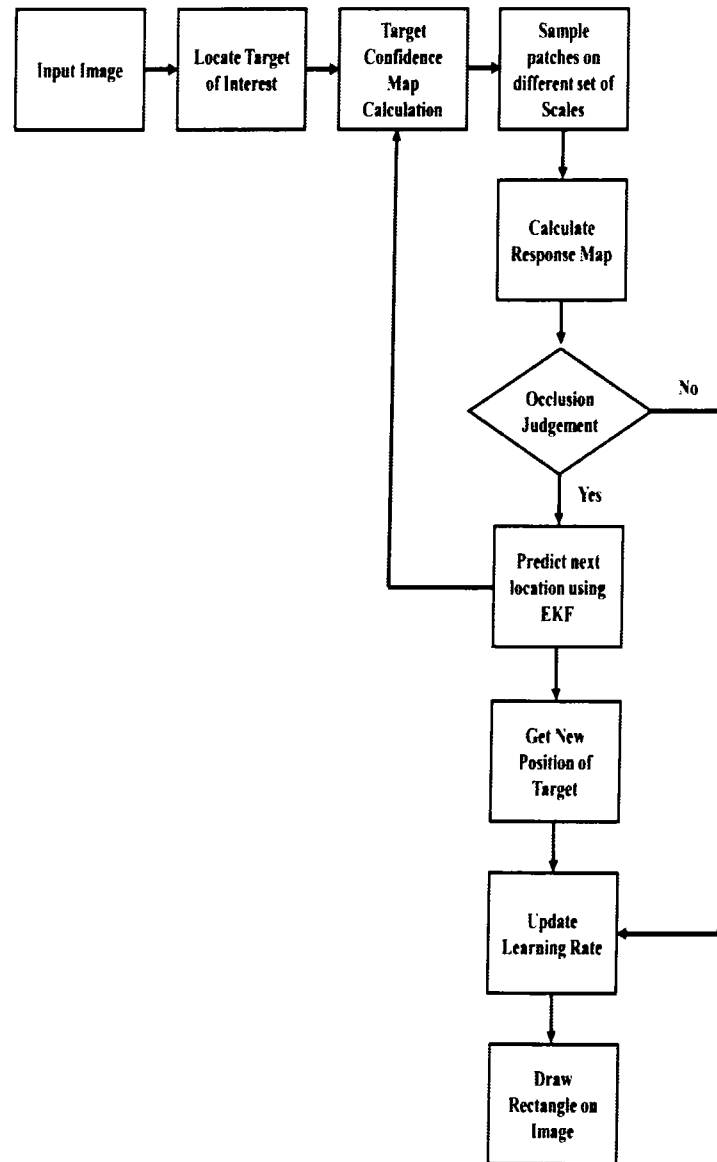 Input Image
Locate Target
of Interest
Target
Confidence
Map
Calculation
Sample
patches on
different set of
Scales
Calculate
Response Map
Occlusion
Judgement
No
Yes
Predict next
location using
EKF
Get New
Position of
Target
Update
Learning Rate
Draw
Rectangle on
Image